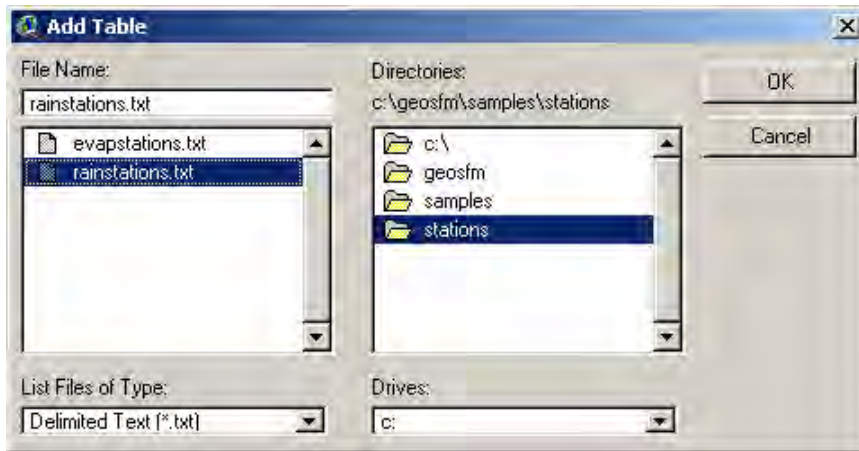 Add Table
File Name:
rainstations.txt
evapstations.txt
rainstations.txt
List Files of Type:
Delimited Text (*.txt)
Directories:
c:\geosfm\samples\stations
c:\
geosfm
samples
stations
Drives:
c:
OK
Cancel